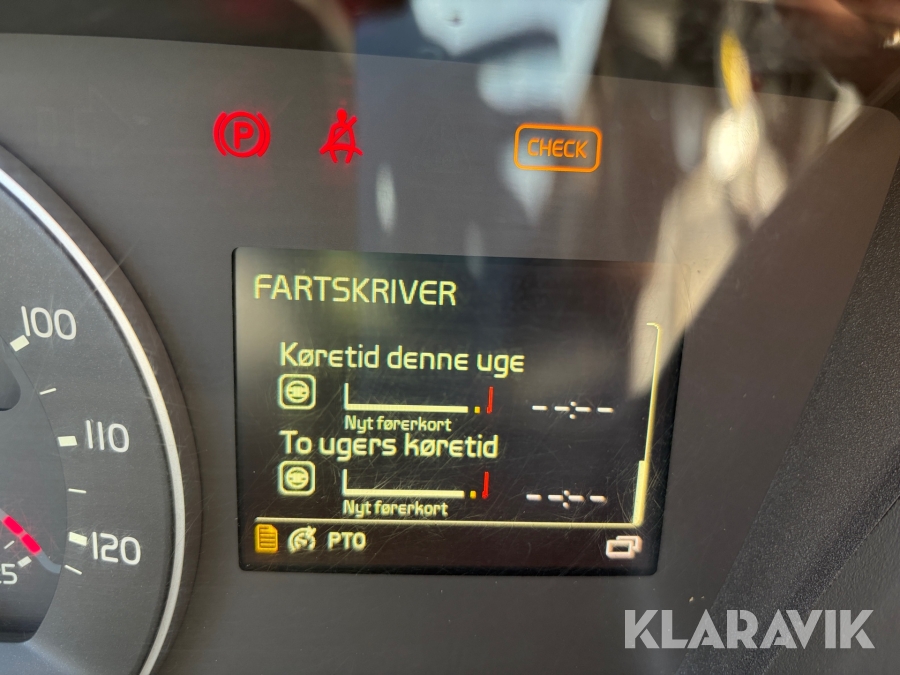 P
CHECK
FARTSKRIVER
100
Køretid denne uge
--:--
Nyt førerkort
110
To ugers køretid
--:--
Nyt førerkort
PTO
120
KLARAVIK